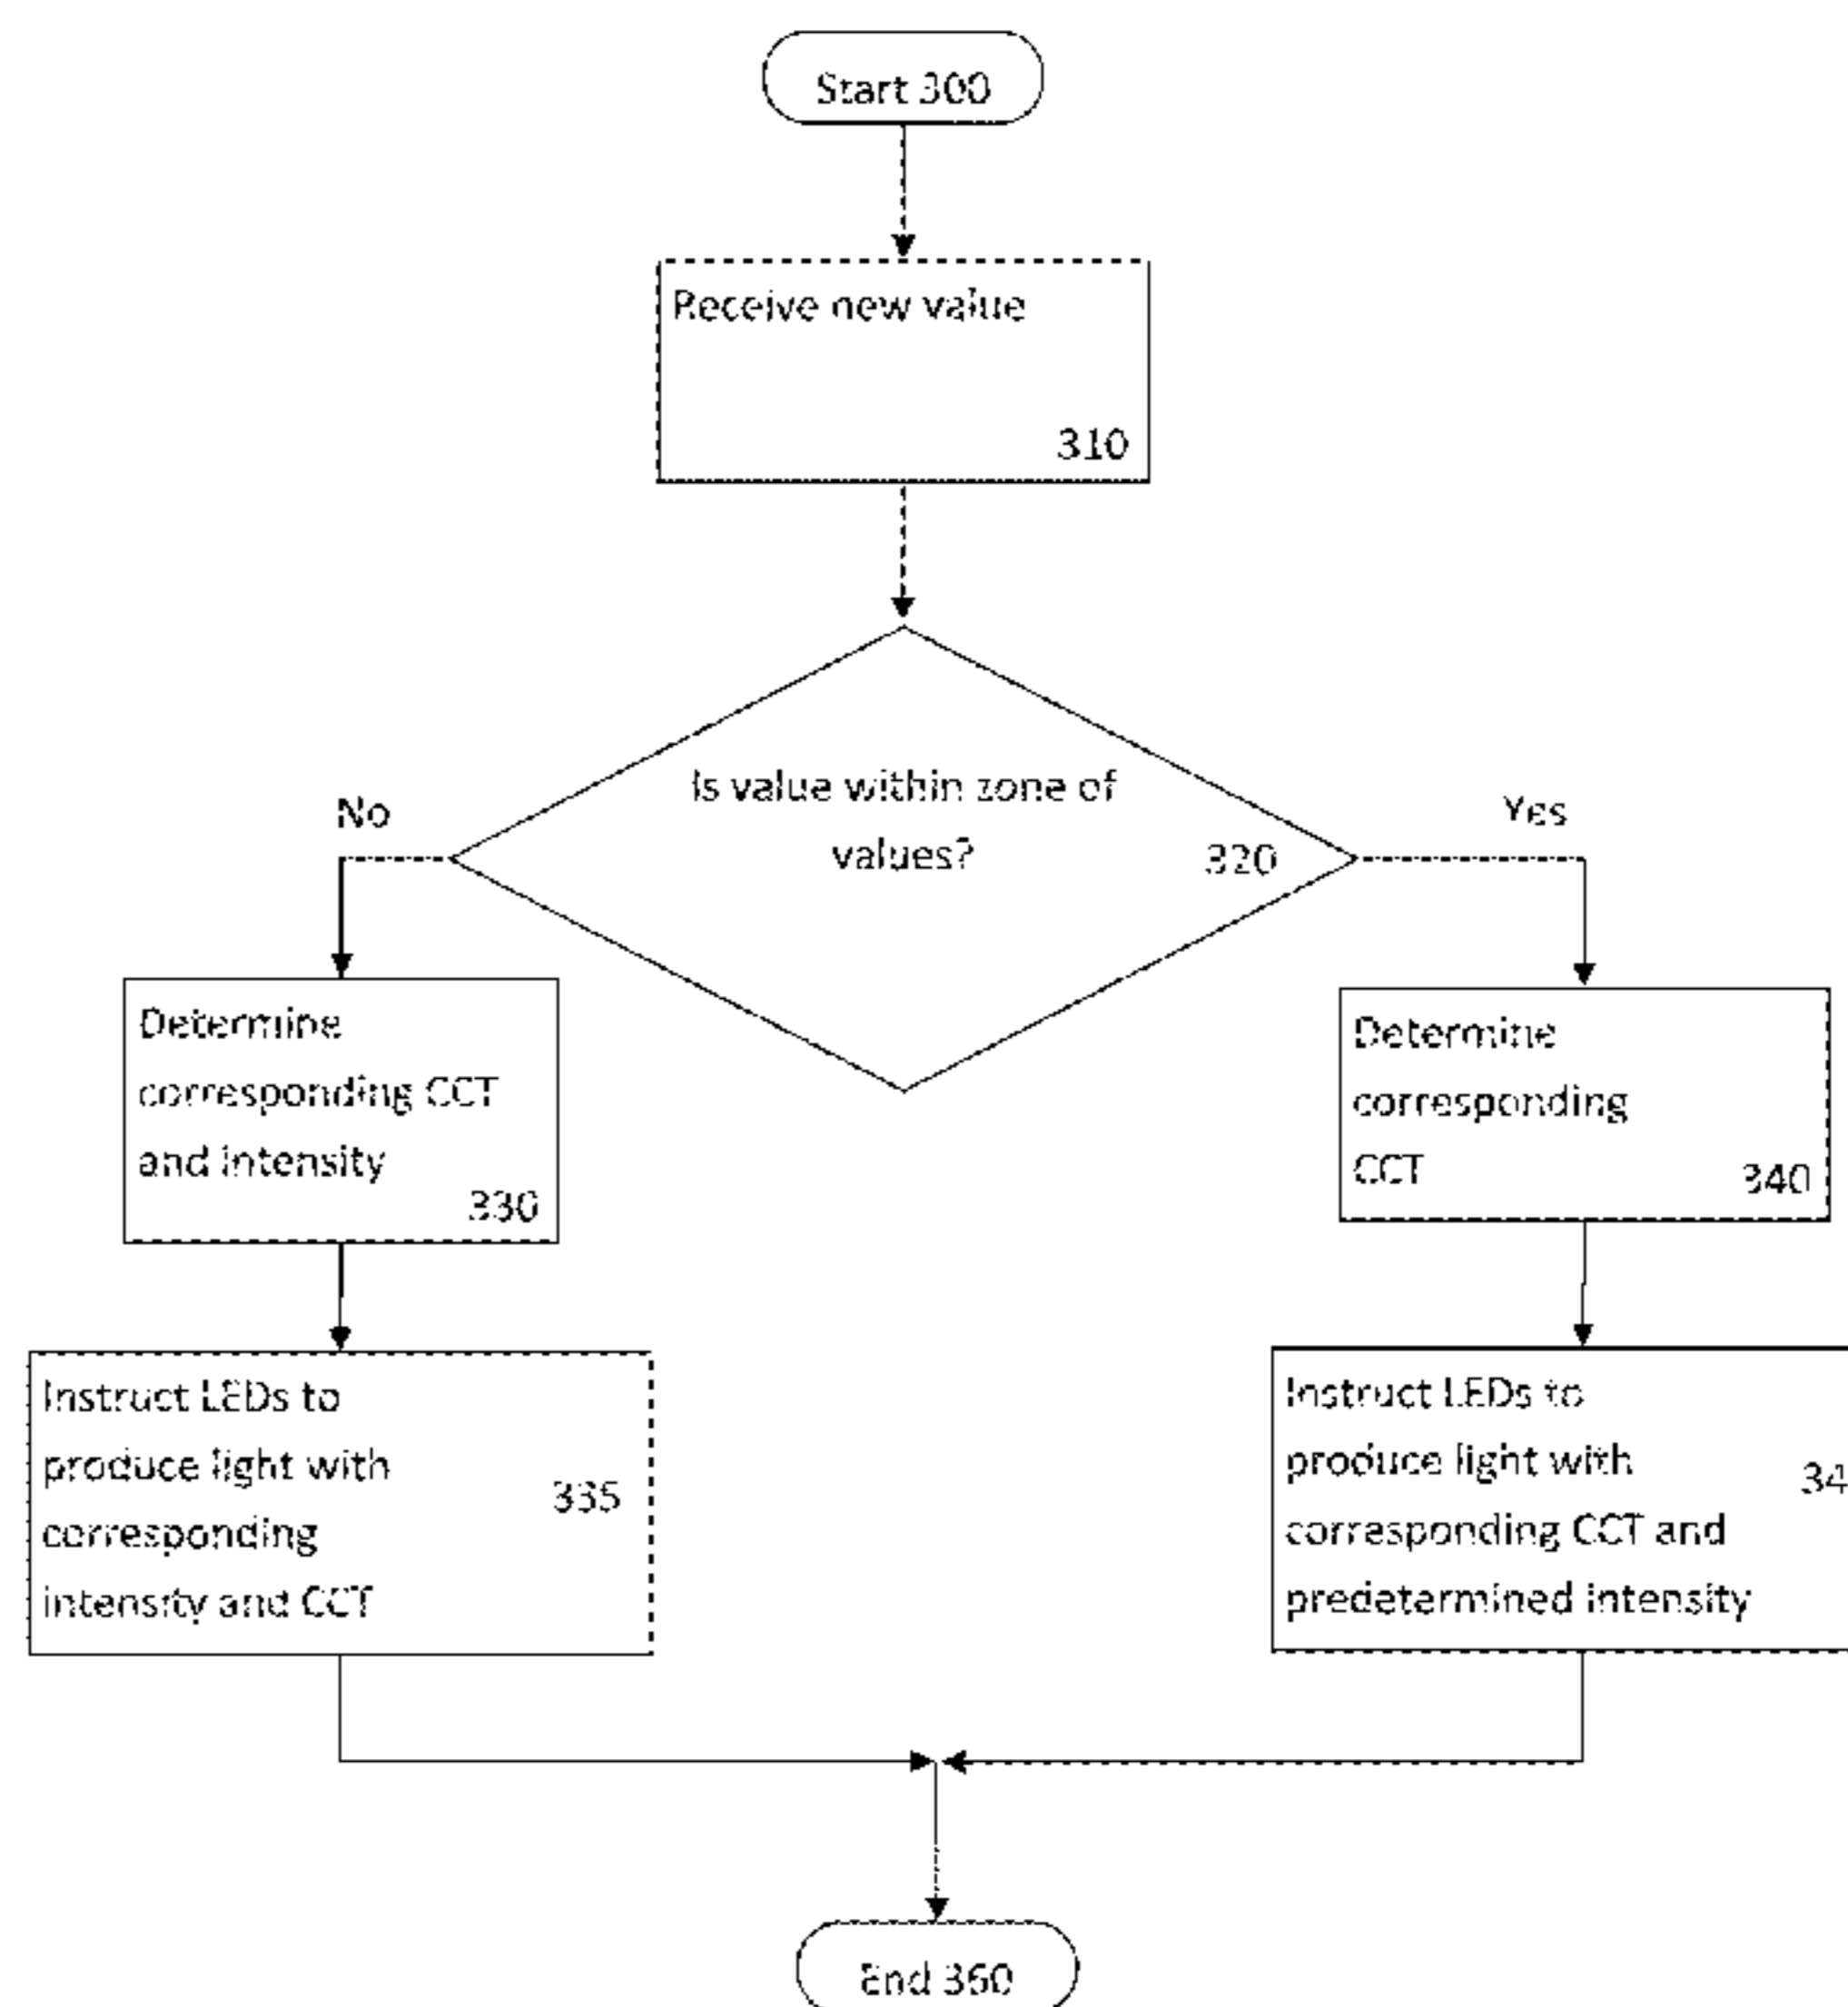 Start 300
Receive new value
310
Is value within zone of
values?
320
No
Yes
Determine
corresponding CCT
and intensity
330
Determine
corresponding
CCT
340
Instruct LEDs to
produce light with
corresponding
intensity and CCT
335
Instruct LEDs to
produce light with
corresponding CCT and
predetermined intensity
34
End 360